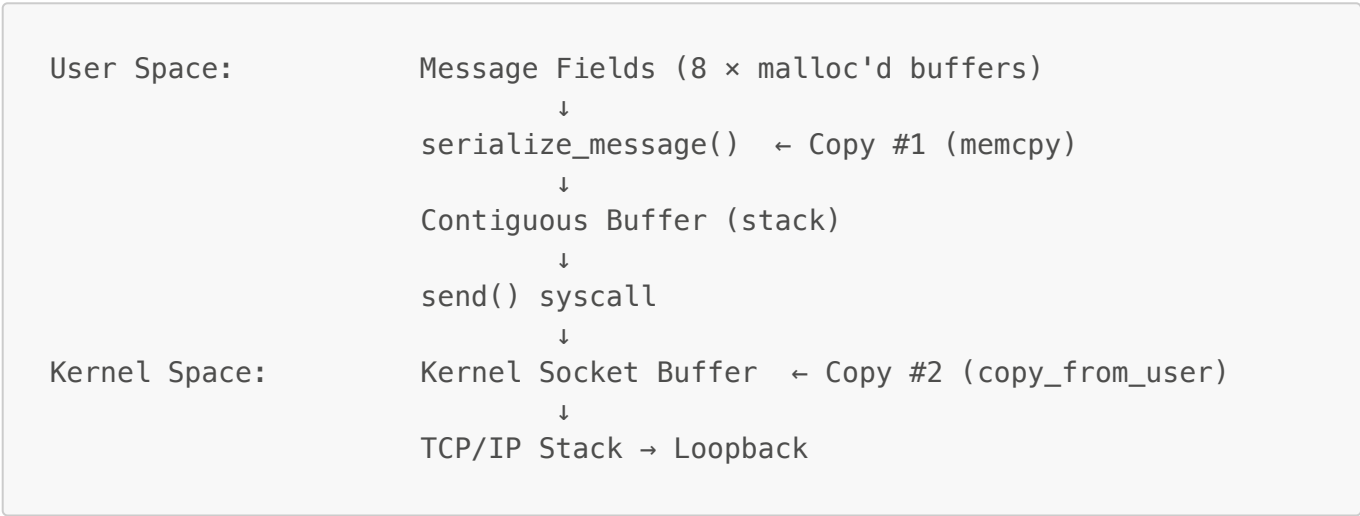 User Space: Message Fields (8 × malloc'd buffers)
↓
serialize_message() ← Copy #1 (memcpy)
↓
Contiguous Buffer (stack)
↓
send() syscall
↓
Kernel Space: Kernel Socket Buffer ← Copy #2 (copy_from_user)
↓
TCP/IP Stack → Loopback